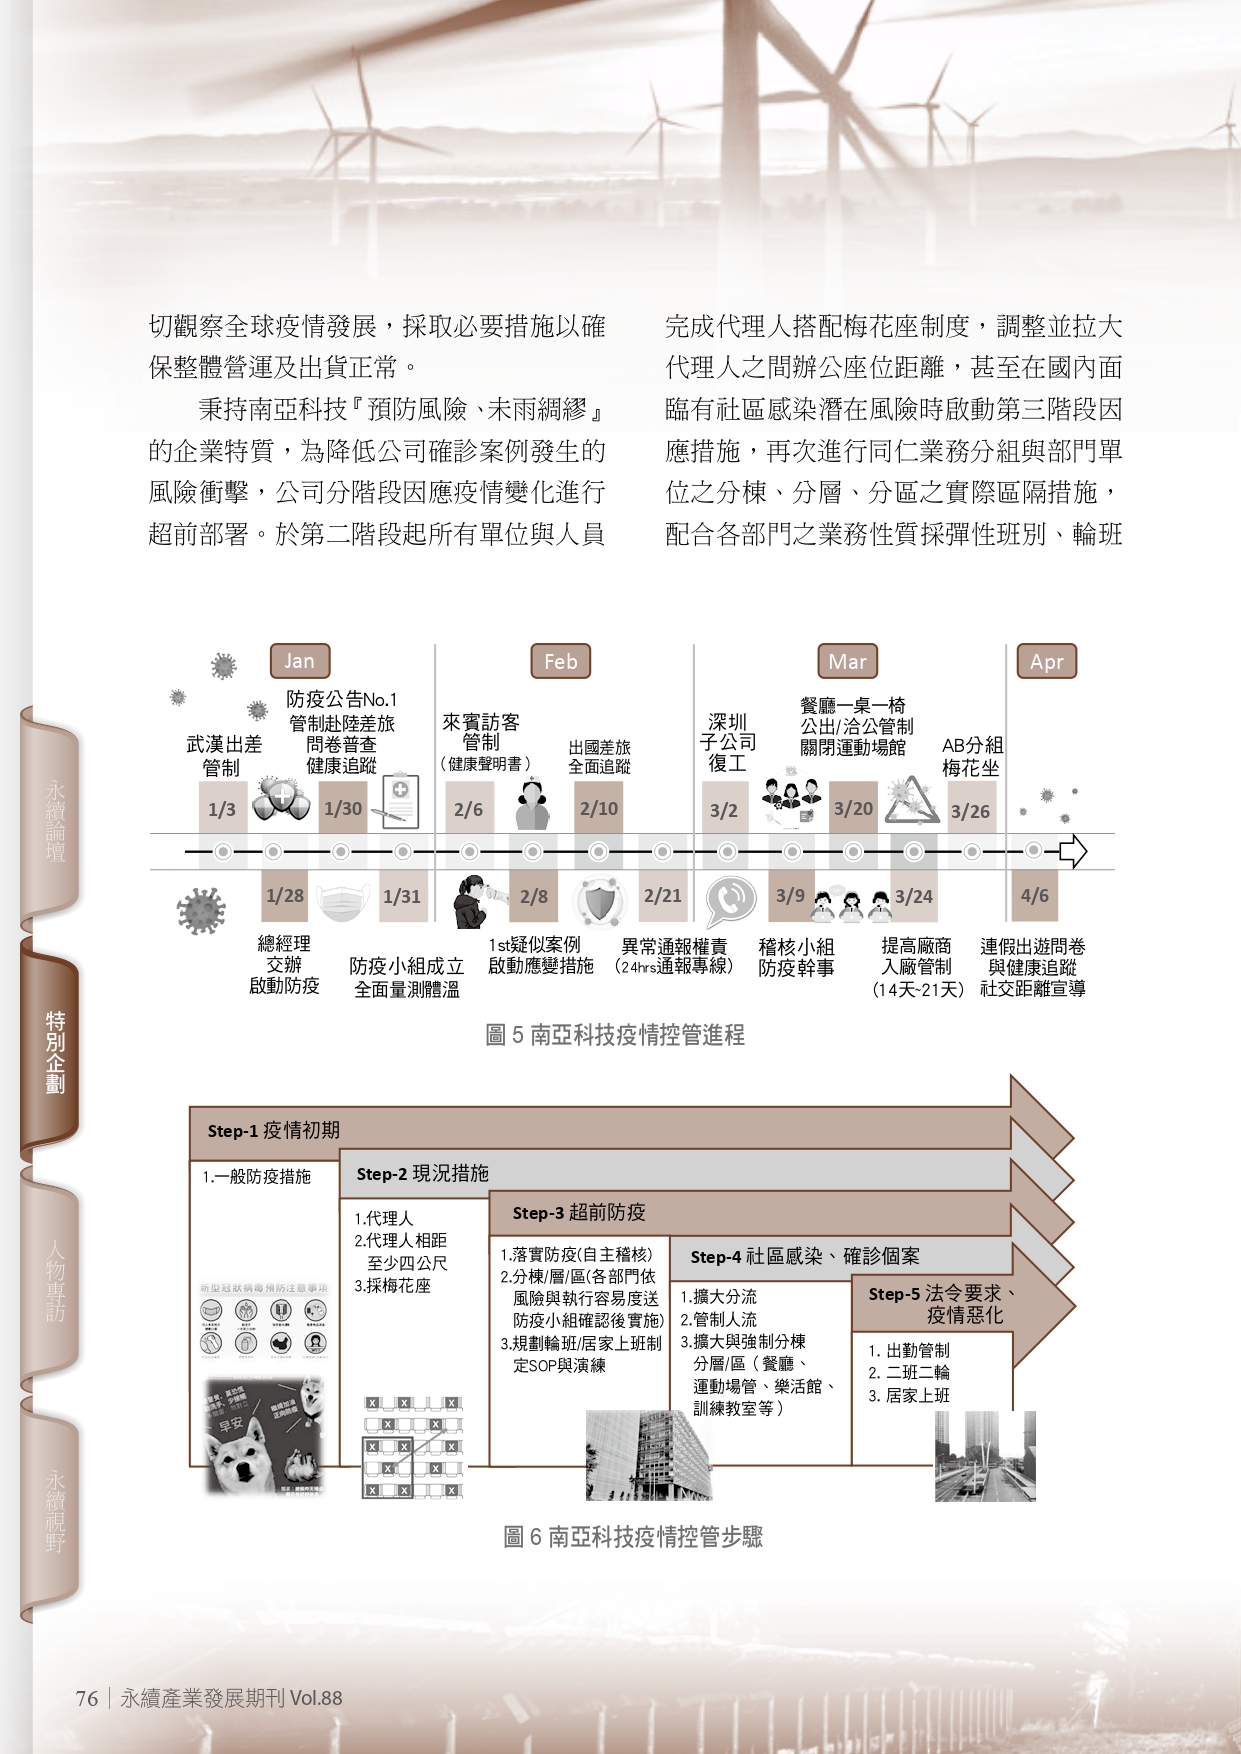 切觀察全球疫情發展，採取必要措施以確
保整體營運及出貨正常。
秉持南亞科技『預防風險、未雨綢繆』
的企業特質，為降低公司確診案例發生的
風險衝擊，公司分階段因應疫情變化進行
超前部署。於第二階段起所有單位與人員
完成代理人搭配梅花座制度，調整並拉大
代理人之間辦公座位距離，甚至在國內面
臨有社區感染潛在風險時啟動第三階段因
應措施，再次進行同仁業務分組與部門單
位之分棟、分層、分區之實際區隔措施，
配合各部門之業務性質採彈性班別、輪班
Jan
Feb
Mar
Apr
武漢出差
管制
1/3
防疫公告No.1
管制赴陸差旅
問卷普查
健康追蹤
1/30
來賓訪客
管制
（健康聲明書）
2/6
出國差旅
全面追蹤
2/10
深圳
子公司
復工
3/2
餐廳一桌一椅
公出/洽公管制
關閉運動場館
3/20
AB分組
梅花坐
3/26
1/28
總經理
交辦
啟動防疫
1/31
防疫小組成立
全面量測體溫
2/8
1st疑似案例
啟動應變措施
2/21
異常通報權責
（24hrs通報專線）
3/9
稽核小組
防疫幹事
3/24
提高廠商
入廠管制
（14天~21天）
4/6
連假出遊問卷
與健康追蹤
社交距離宣導
圖 5 南亞科技疫情控管進程
Step-1 疫情初期
1.一般防疫措施
新型冠狀病毒預防注意事項
早安
Step-2 現況措施
1.代理人
2.代理人相距
至少四公尺
3.採梅花座
X X X
X X
X X X
X X
X X X
Step-3 超前防疫
1.落實防疫(自主稽核)
2.分棟/層/區(各部門依
風險與執行容易度送
防疫小組確認後實施)
3.規劃輪班/居家上班制
定SOP與演練
Step-4 社區感染、確診個案
1.擴大分流
2.管制人流
3.擴大與強制分棟
分層/區（餐廳、
運動場管、樂活館、
訓練教室等）
Step-5 法令要求、
疫情惡化
1. 出勤管制
2. 二班二輪
3. 居家上班
圖 6 南亞科技疫情控管步驟
永續論壇
特別企劃
人物專訪
永續視野
76｜永續產業發展期刊 Vol.88